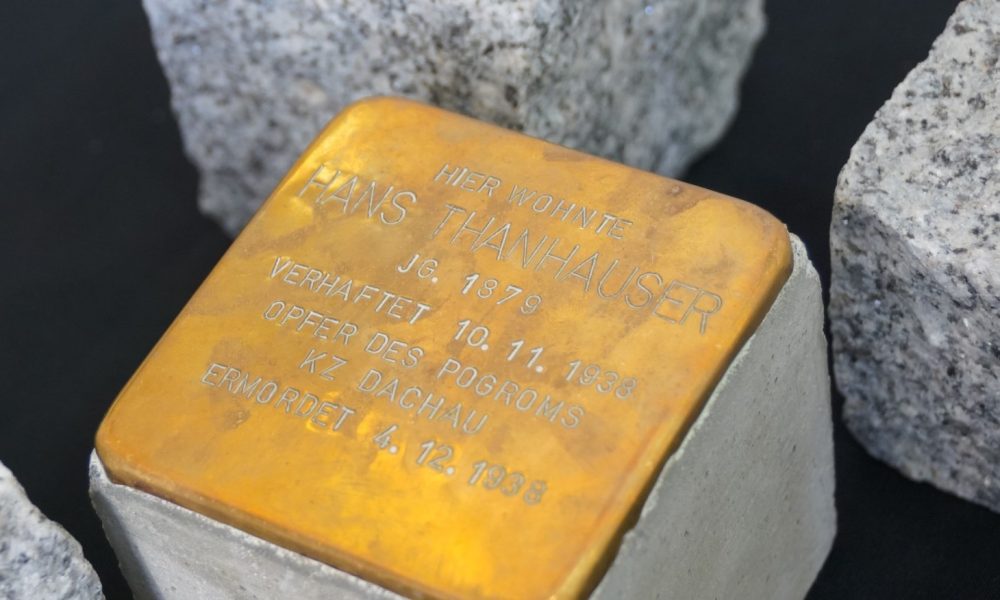 HIER WOHNTE
HANS THANHAUSER
JG. 1879
VERHAFTET 10.11.1938
OPFER DES POGROMS
KZ DACHAU
ERMORDET 4.12.1938